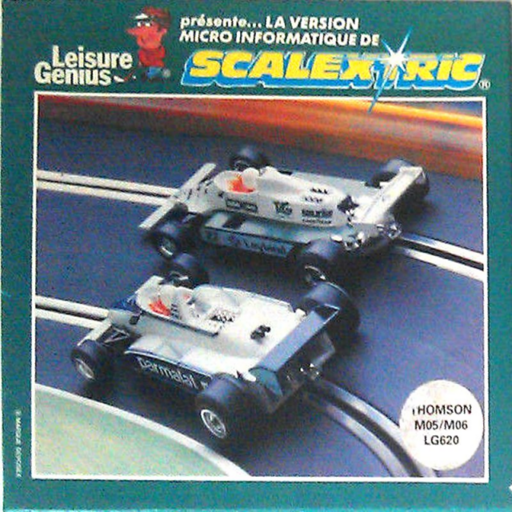 présente... LA VERSION
MICRO INFORMATIQUE DE
SCALEXTRIC®
Leisure
Genius®
parmalat
THOMSON
M05/M06
LG620